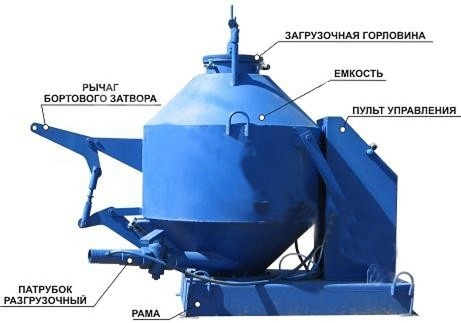 ЗАГРУЗОЧНАЯ ГОРЛОВИНА
ЕМКОСТЬ
РЫЧАГ
БОРТОВОГО ЗАТВОРА
ПУЛЬТ УПРАВЛЕНИЯ
ПАТРУБОК
РАЗГРУЗОЧНЫЙ
РАМА